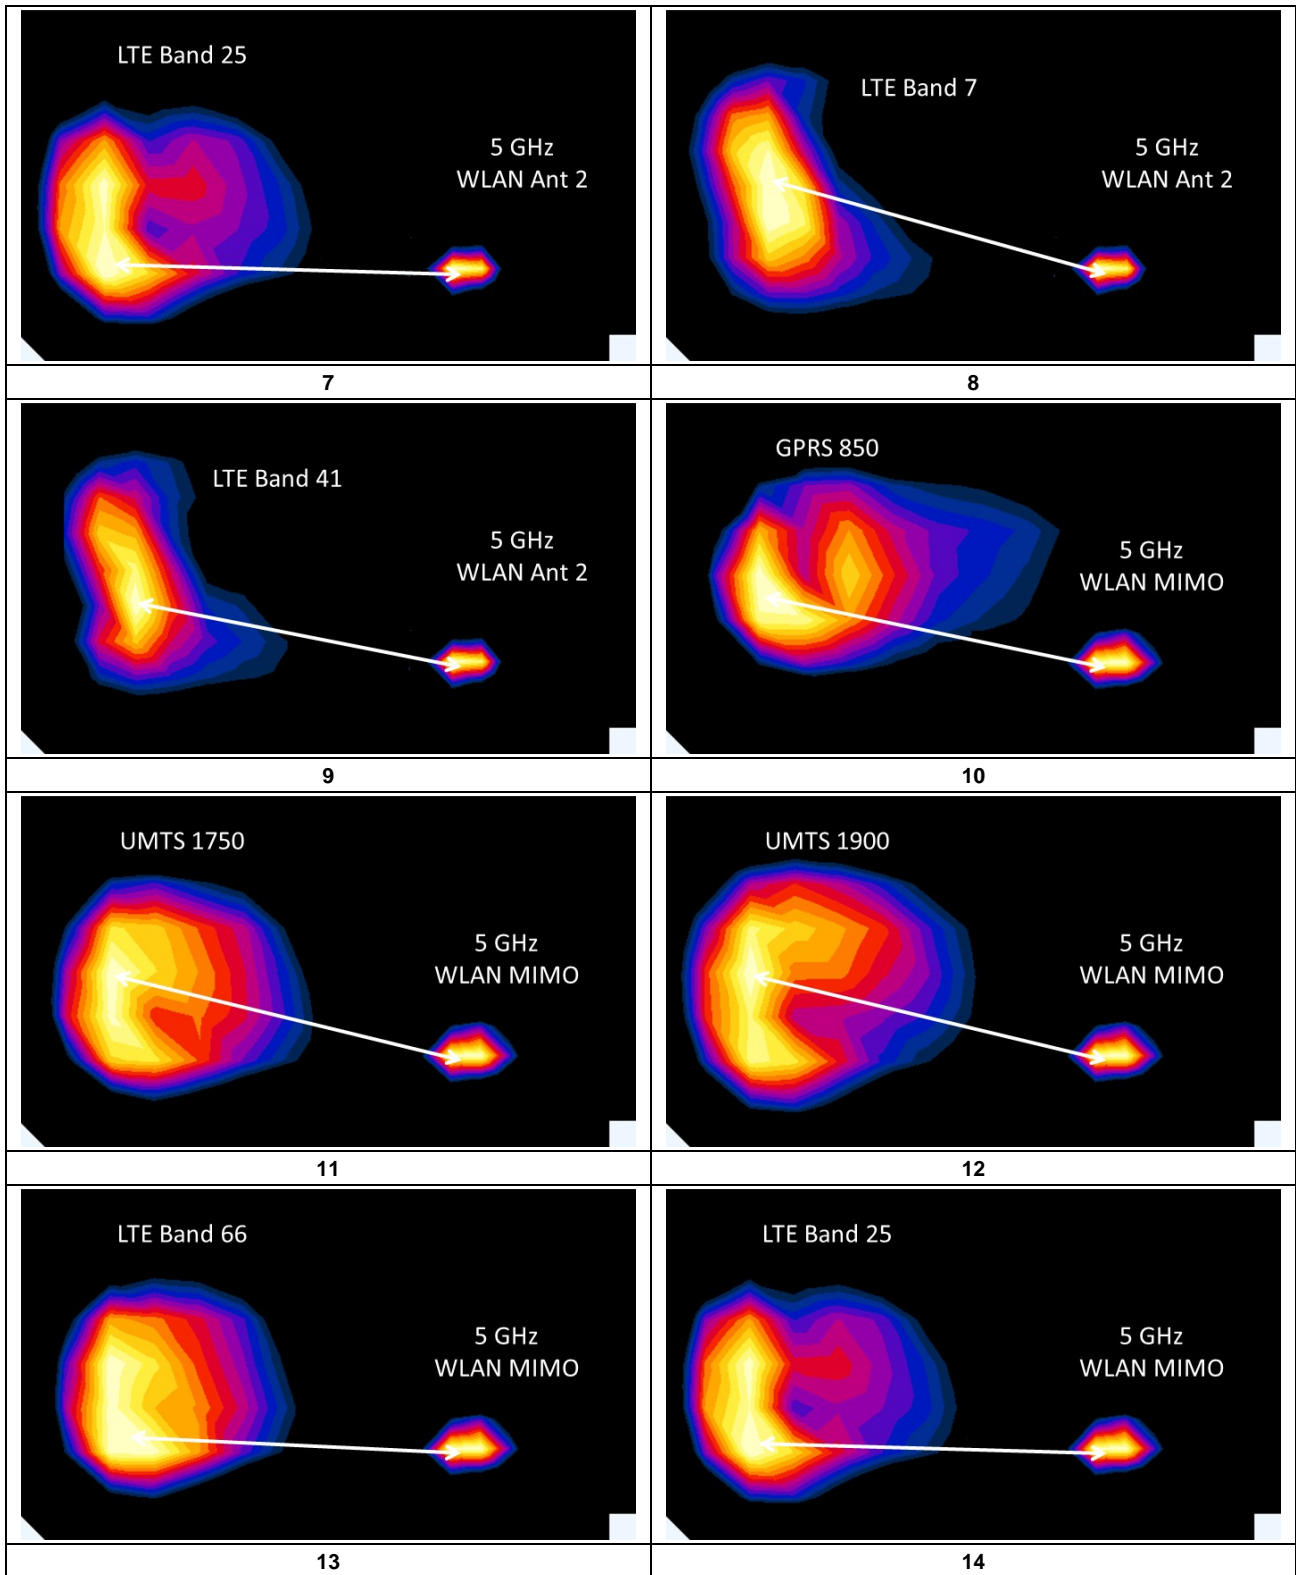 LTE Band 25
5 GHz
WLAN Ant 2
7
LTE Band 7
5 GHz
WLAN Ant 2
8
LTE Band 41
5 GHz
WLAN Ant 2
9
GPRS 850
5 GHz
WLAN MIMO
10
UMTS 1750
5 GHz
WLAN MIMO
11
UMTS 1900
5 GHz
WLAN MIMO
12
LTE Band 66
5 GHz
WLAN MIMO
13
LTE Band 25
5 GHz
WLAN MIMO
14